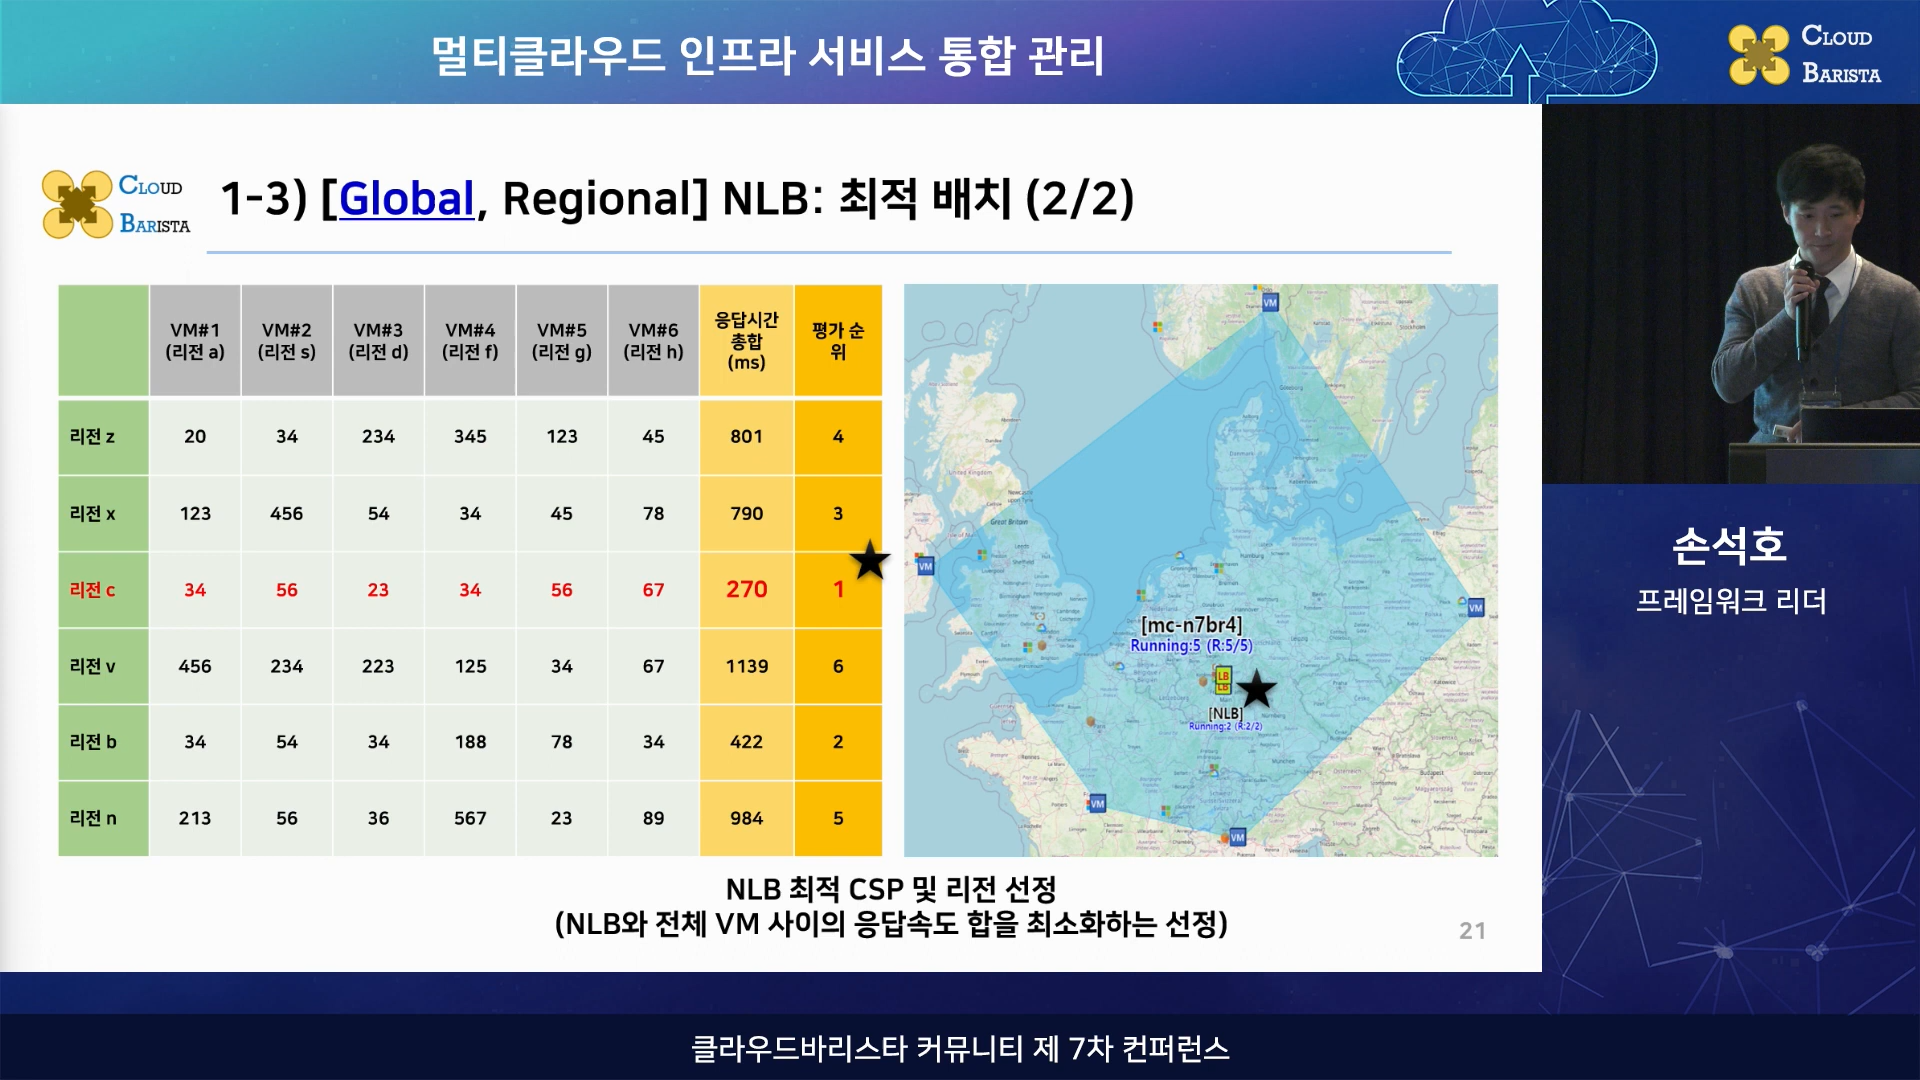 멀티클라우드 인프라 서비스 통합 관리
CLOUD
BARISTA
CLOUD
BARISTA
1-3) [Global, Regional] NLB: 최적 배치 (2/2)
VM#1 (리전 a) VM#2 (리전 s) VM#3 (리전 d) VM#4 (리전 f) VM#5 (리전 g) VM#6 (리전 h) 응답시간 총합 (ms) 평가 순위
리전 z 20 34 234 345 123 45 801 4
리전 x 123 456 54 34 45 78 790 3
리전 c 34 56 23 34 56 67 270 1
리전 v 456 234 223 125 34 67 1139 6
리전 b 34 54 34 188 78 34 422 2
리전 n 213 56 36 567 23 89 984 5
VM
VM
VM
Great Britain
[mc-n7br4]
Running:5 (R:5/5)
LB
LB
[NLB]
Running:2 (R:2/2)
VM
VM
NLB 최적 CSP 및 리전 선정
(NLB와 전체 VM 사이의 응답속도 합을 최소화하는 선정)
21
손석호
프레임워크 리더
클라우드바리스타 커뮤니티 제 7차 컨퍼런스